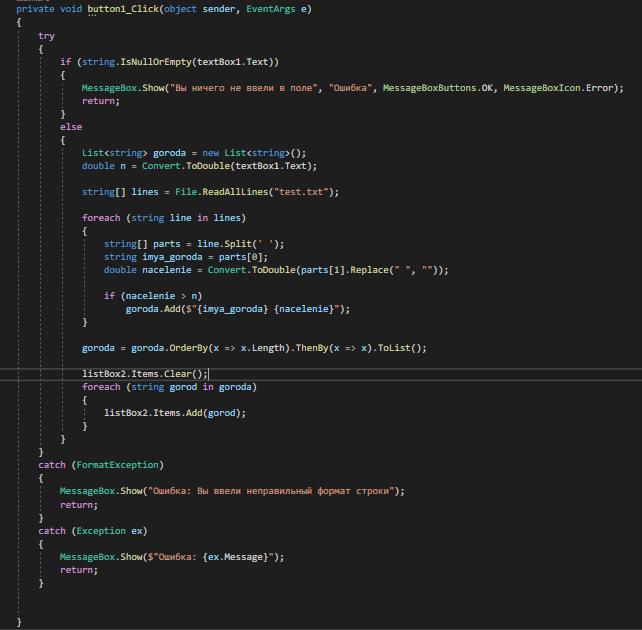 private void button1_Click(object sender, EventArgs e)
{
try
{
if (string.IsNullOrEmpty(textBox1.Text))
{
MessageBox.Show("Вы ничего не ввели в поле", "Ошибка", MessageBoxButtons.OK, MessageBoxIcon.Error);
return;
}
else
{
List<string> goroda = new List<string>();
double n = Convert.ToDouble(textBox1.Text);
string[] lines = File.ReadAllLines("test.txt");
foreach (string line in lines)
{
string[] parts = line.Split(' ');
string imya_goroda = parts[0];
double nacelenie = Convert.ToDouble(parts[1].Replace(" ", ""));
if (nacelenie > n)
goroda.Add($"{imya_goroda} {nacelenie}");
}
goroda = goroda.OrderBy(x => x.Length).ThenBy(x => x).ToList();
listBox2.Items.Clear();
foreach (string gorod in goroda)
{
listBox2.Items.Add(gorod);
}
}
}
catch (FormatException)
{
MessageBox.Show("Ошибка: Вы ввели неправильный формат строки");
return;
}
catch (Exception ex)
{
MessageBox.Show($"Ошибка: {ex.Message}");
return;
}
}